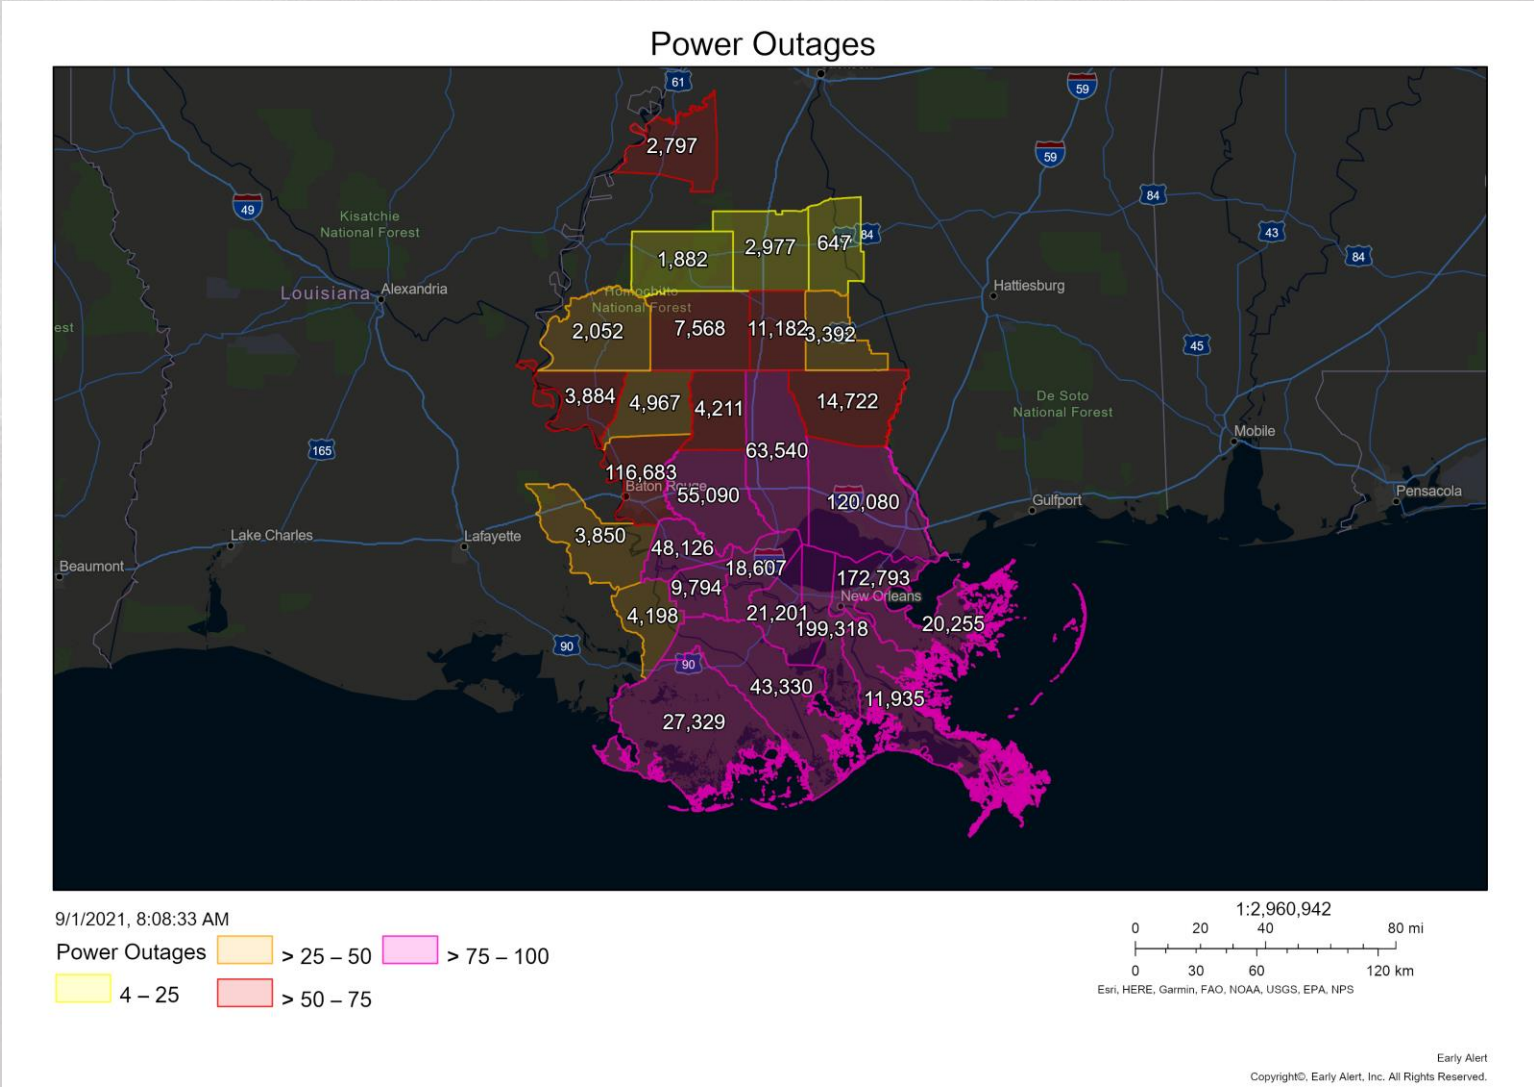 Power Outages
61
59
2,797
59
84
49
Kisatchie
National Forest
43
84
647
84
2,977
1,882
Louisiana
Alexandria
Hattiesburg
Homochitto
National Forest
est
2,052
7,568
11,182
3,392
45
3,884
4,967
4,211
14,722
De Soto
National Forest
Mobile
165
63,540
116,683
Baton Rouge
55,090
120,080
Gulfport
Pensacola
Lake Charles
Lafayette
3,850
48,126
Beaumont
18,607
172,793
9,794
New Orleans
4,198
21,201
199,318
20,255
90
90
43,330
11,935
27,329
9/1/2021, 8:08:33 AM
Power Outages
> 25 – 50
> 75 – 100
4 – 25
> 50 – 75
1:2,960,942
0 20 40 80 mi
0 30 60 120 km
Esri, HERE, Garmin, FAO, NOAA, USGS, EPA, NPS
Early Alert
Copyright©, Early Alert, Inc. All Rights Reserved.